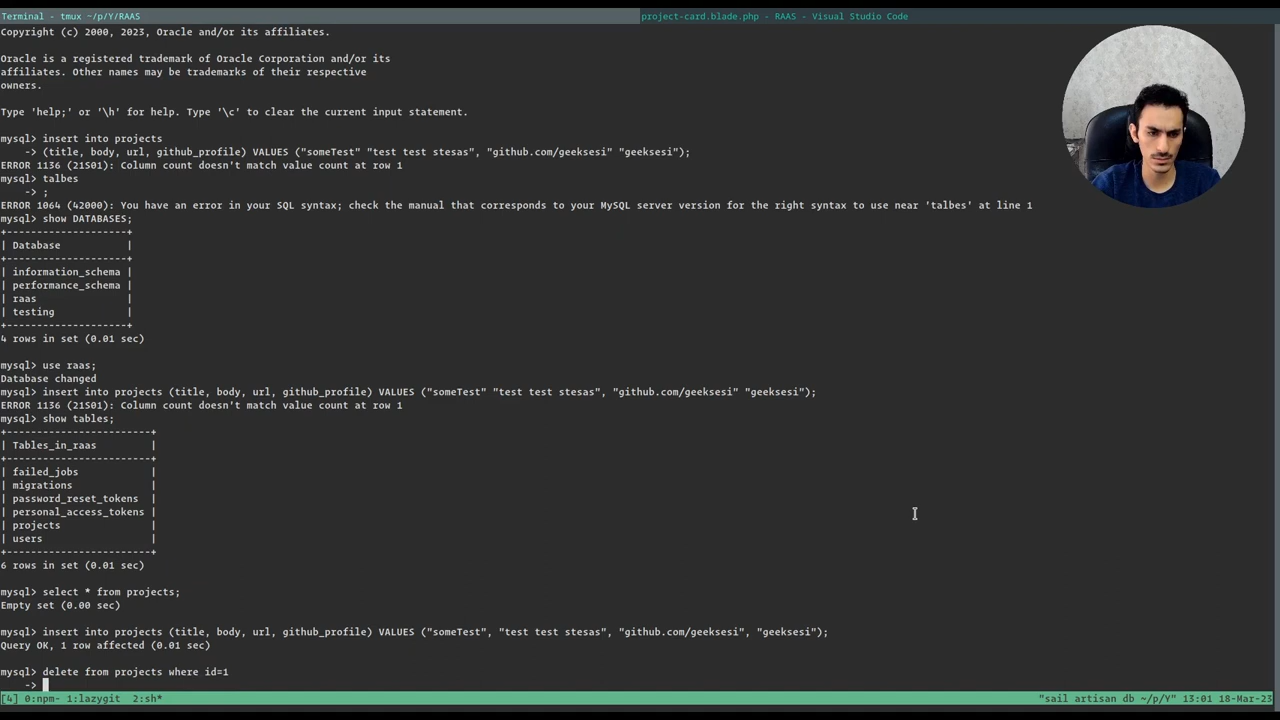 Terminal - tmux ~/p/Y/RAAS
project-card.blade.php - RAAS - Visual Studio Code
Copyright (c) 2000, 2023, Oracle and/or its affiliates.
Oracle is a registered trademark of Oracle Corporation and/or its
affiliates. Other names may be trademarks of their respective
owners.
Type 'help;' or '\h' for help. Type '\c' to clear the current input statement.
mysql> insert into projects
    -> (title, body, url, github_profile) VALUES ("someTest" "test test stesas", "github.com/geeksesi" "geeksesi");
ERROR 1136 (21S01): Column count doesn't match value count at row 1
mysql> talbes
    -> ;
ERROR 1064 (42000): You have an error in your SQL syntax; check the manual that corresponds to your MySQL server version for the right syntax to use near 'talbes' at line 1
mysql> show DATABASES;
+--------------------+
| Database           |
+--------------------+
| information_schema |
| performance_schema |
| raas               |
| testing            |
+--------------------+
4 rows in set (0.01 sec)
mysql> use raas;
Database changed
mysql> insert into projects (title, body, url, github_profile) VALUES ("someTest" "test test stesas", "github.com/geeksesi" "geeksesi");
ERROR 1136 (21S01): Column count doesn't match value count at row 1
mysql> show tables;
+------------------------+
| Tables_in_raas         |
+------------------------+
| failed_jobs            |
| migrations             |
| password_reset_tokens  |
| personal_access_tokens |
| projects               |
| users                  |
+------------------------+
6 rows in set (0.01 sec)
mysql> select * from projects;
Empty set (0.00 sec)
mysql> insert into projects (title, body, url, github_profile) VALUES ("someTest", "test test stesas", "github.com/geeksesi", "geeksesi");
Query OK, 1 row affected (0.01 sec)
mysql> delete from projects where id=1
    ->
[4] 0:npm- 1:lazygit  2:sh*
"sail artisan db ~/p/Y" 13:01 18-Mar-23